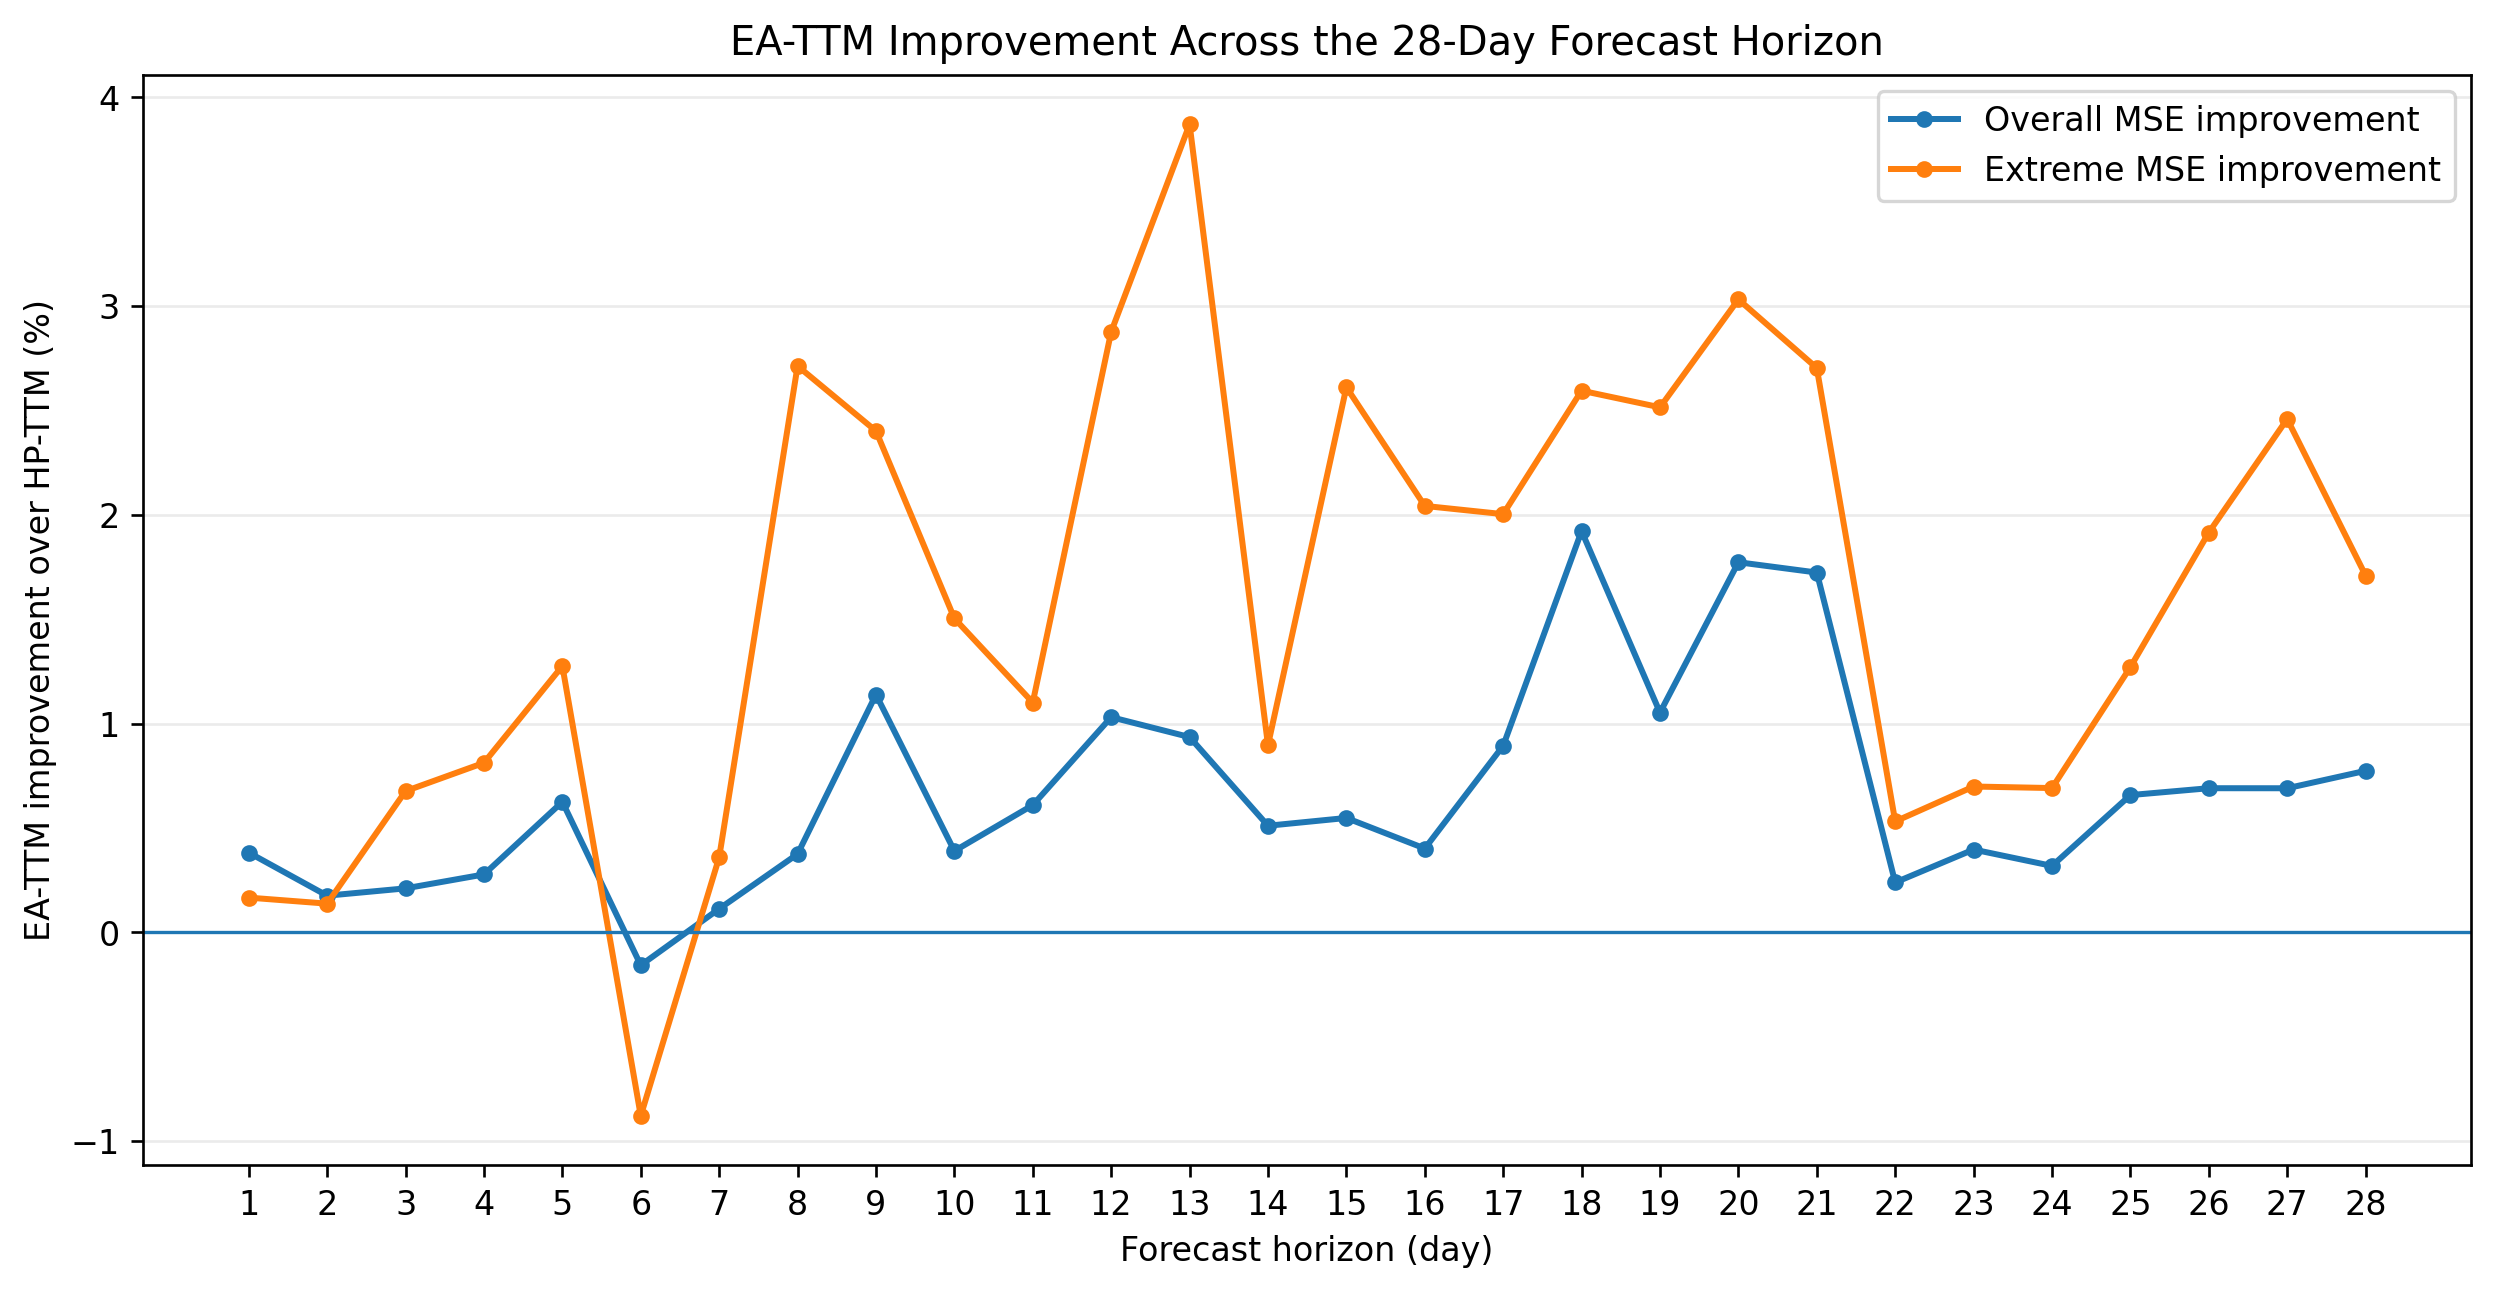 EA-TTM Improvement Across the 28-Day Forecast Horizon
Overall MSE improvement
Extreme MSE improvement
EA-TTM improvement over HP-TTM (%)
4
3
2
1
0
−1
1 2 3 4 5 6 7 8 9 10 11 12 13 14 15 16 17 18 19 20 21 22 23 24 25 26 27 28
Forecast horizon (day)